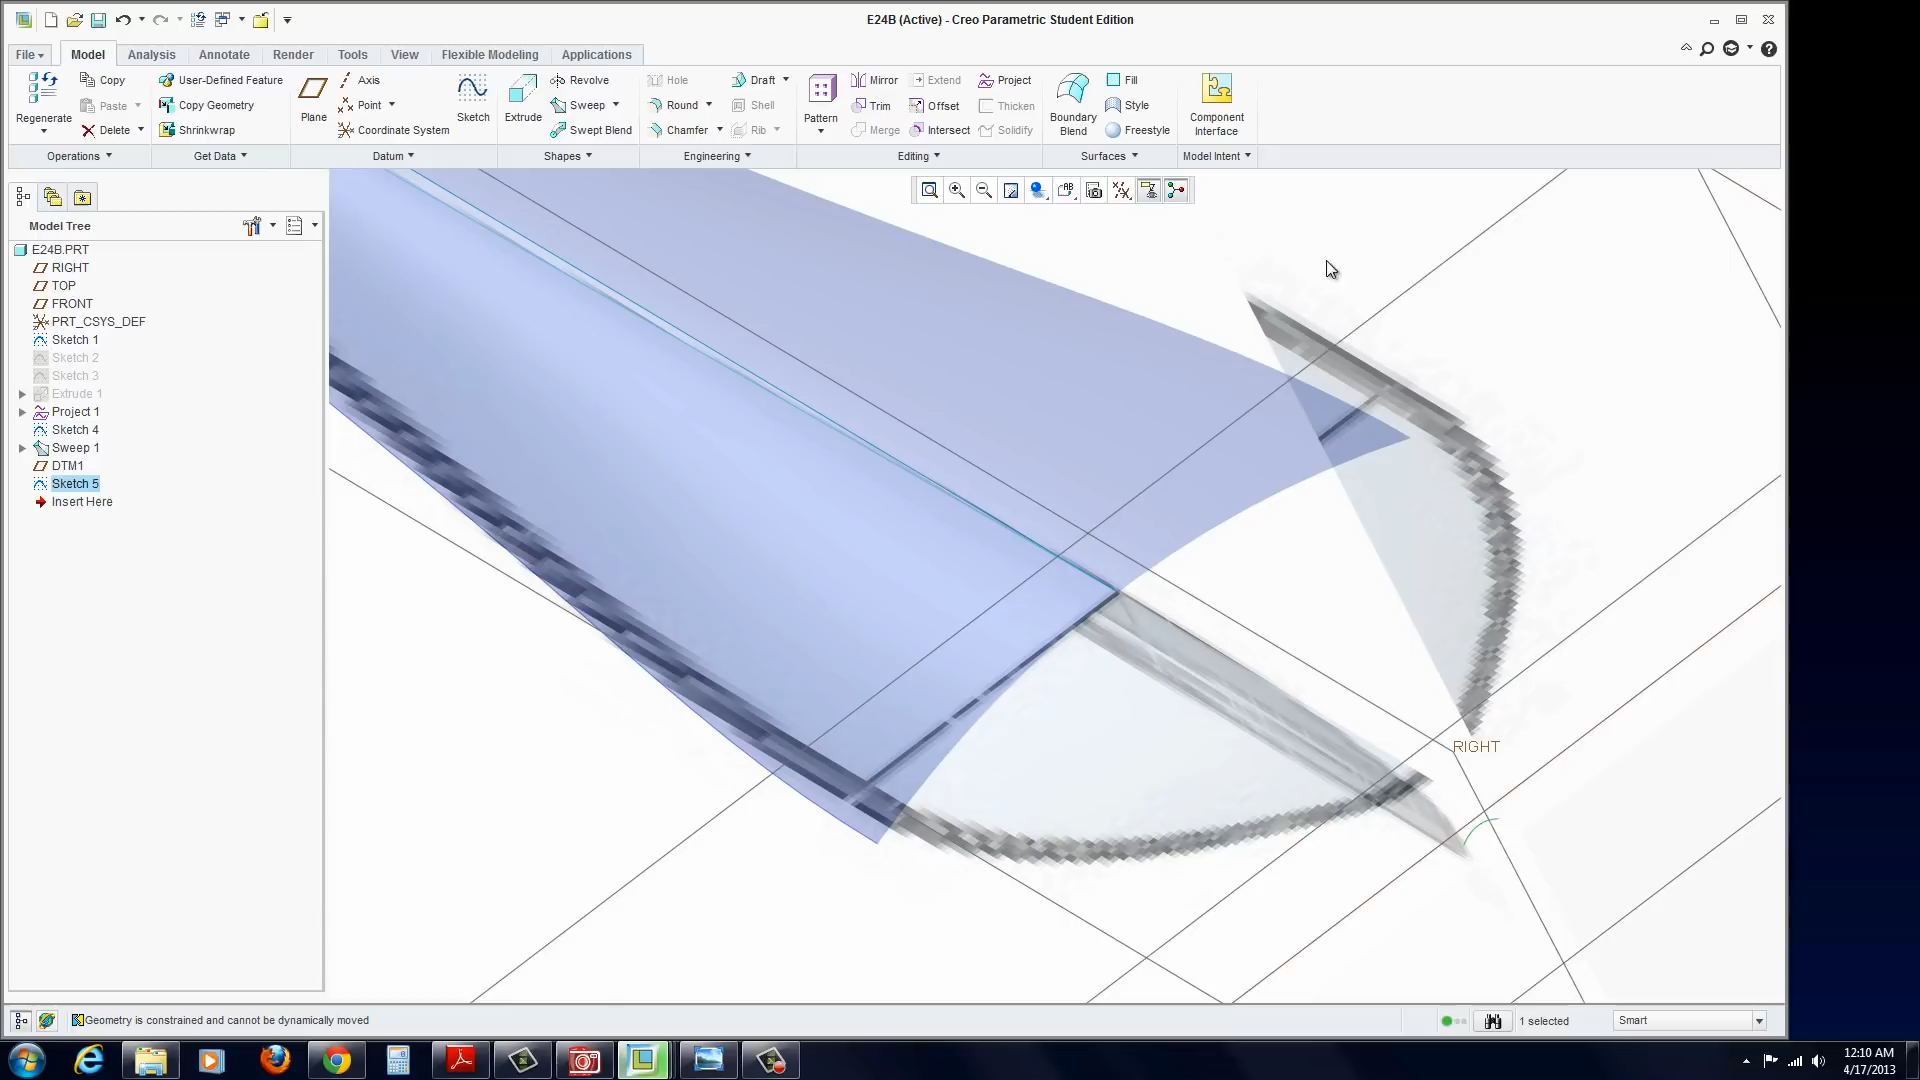 E24B (Active) - Creo Parametric Student Edition
File Model Analysis Annotate Render Tools View Flexible Modeling Applications
Regenerate
Copy
Paste
Delete
Operations
User-Defined Feature
Copy Geometry
Shrinkwrap
Get Data
Plane
Axis
Point
Coordinate System
Sketch
Datum
Extrude
Revolve
Sweep
Swept Blend
Shapes
Hole
Round
Chamfer
Draft
Shell
Rib
Engineering
Pattern
Mirror
Trim
Merge
Extend
Offset
Intersect
Project
Thicken
Solidify
Editing
Boundary
Blend
Fill
Style
Freestyle
Surfaces
Component
Interface
Model Intent
Model Tree
E24B.PRT
RIGHT
TOP
FRONT
PRT_CSYS_DEF
Sketch 1
Sketch 2
Sketch 3
Extrude 1
Project 1
Sketch 4
Sweep 1
DTM1
Sketch 5
Insert Here
RIGHT
Geometry is constrained and cannot be dynamically moved
1 selected
Smart
12:10 AM
4/17/2013